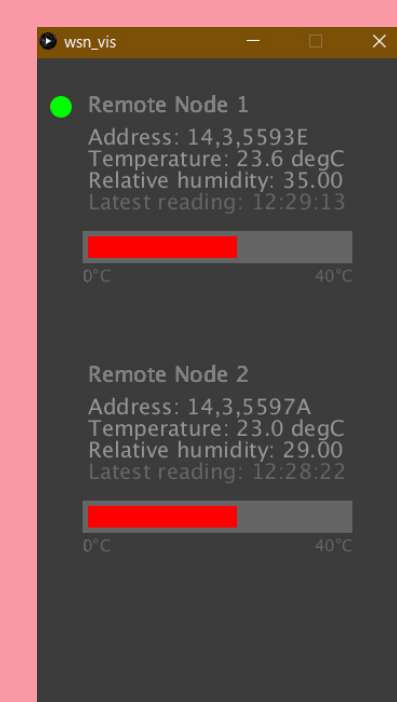 wsn_vis
Remote Node 1
Address: 14,3,5593E
Temperature: 23.6 degC
Relative humidity: 35.00
Latest reading: 12:29:13
0°C 40°C
Remote Node 2
Address: 14,3,5597A
Temperature: 23.0 degC
Relative humidity: 29.00
Latest reading: 12:28:22
0°C 40°C